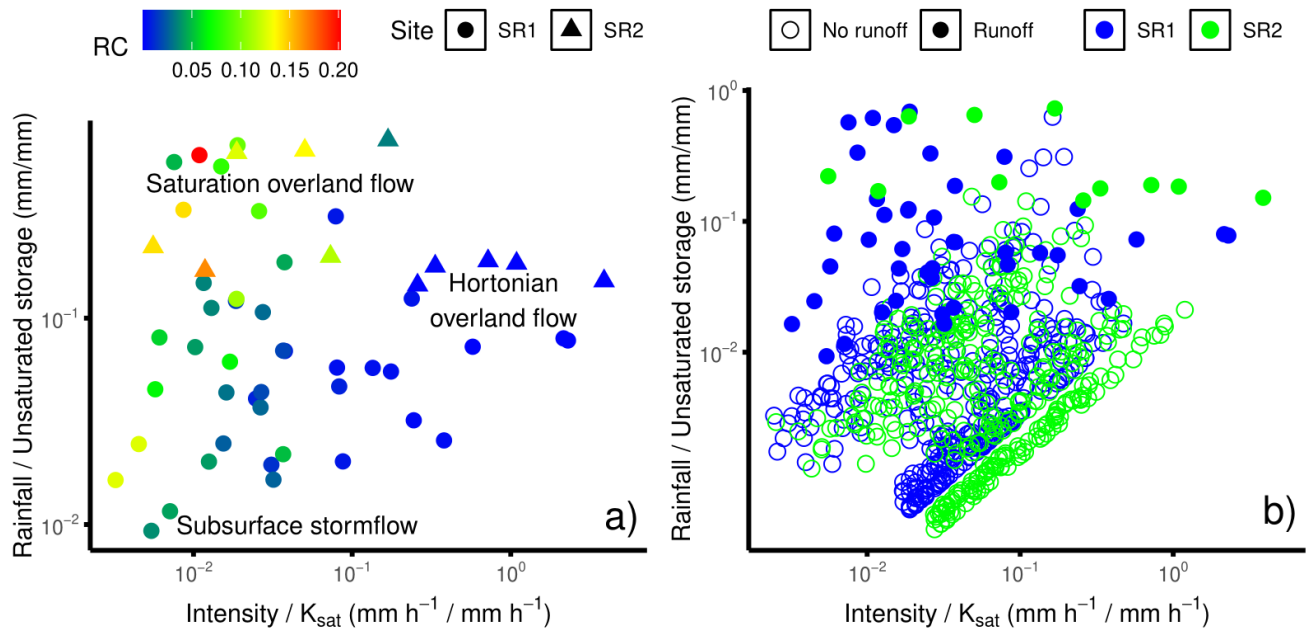 RC
0.05 0.10 0.15 0.20
Site SR1 SR2
No runoff Runoff SR1 SR2
Rainfall / Unsaturated storage (mm/mm)
10⁻¹
10⁻²
Saturation overland flow
Hortonian
overland flow
Subsurface stormflow
a)
10⁻² 10⁻¹ 10⁰
Intensity / Kₛₐₜ (mm h⁻¹ / mm h⁻¹)
Rainfall / Unsaturated storage (mm/mm)
10⁰
10⁻¹
10⁻²
b)
10⁻² 10⁻¹ 10⁰
Intensity / Kₛₐₜ (mm h⁻¹ / mm h⁻¹)